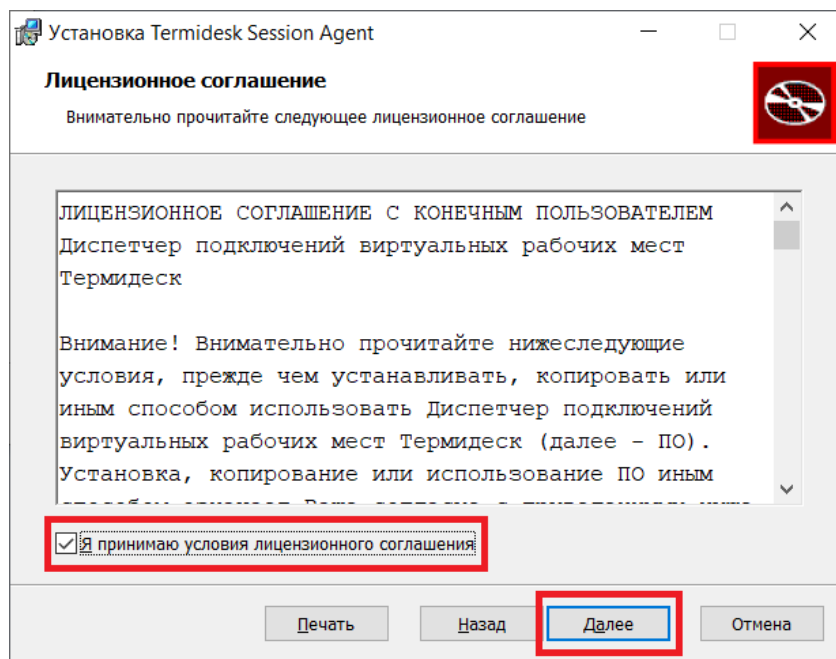 Установка Termidesk Session Agent
Лицензионное соглашение
Внимательно прочитайте следующее лицензионное соглашение
ЛИЦЕНЗИОННОЕ СОГЛАШЕНИЕ С КОНЕЧНЫМ ПОЛЬЗОВАТЕЛЕМ
Диспетчер подключений виртуальных рабочих мест
Термидеск
Внимание! Внимательно прочитайте нижеследующие
условия, прежде чем устанавливать, копировать или
иным способом использовать Диспетчер подключений
виртуальных рабочих мест Термидеск (далее – ПО).
Установка, копирование или использование ПО иным
Я принимаю условия лицензионного соглашения
Печать
Назад
Далее
Отмена